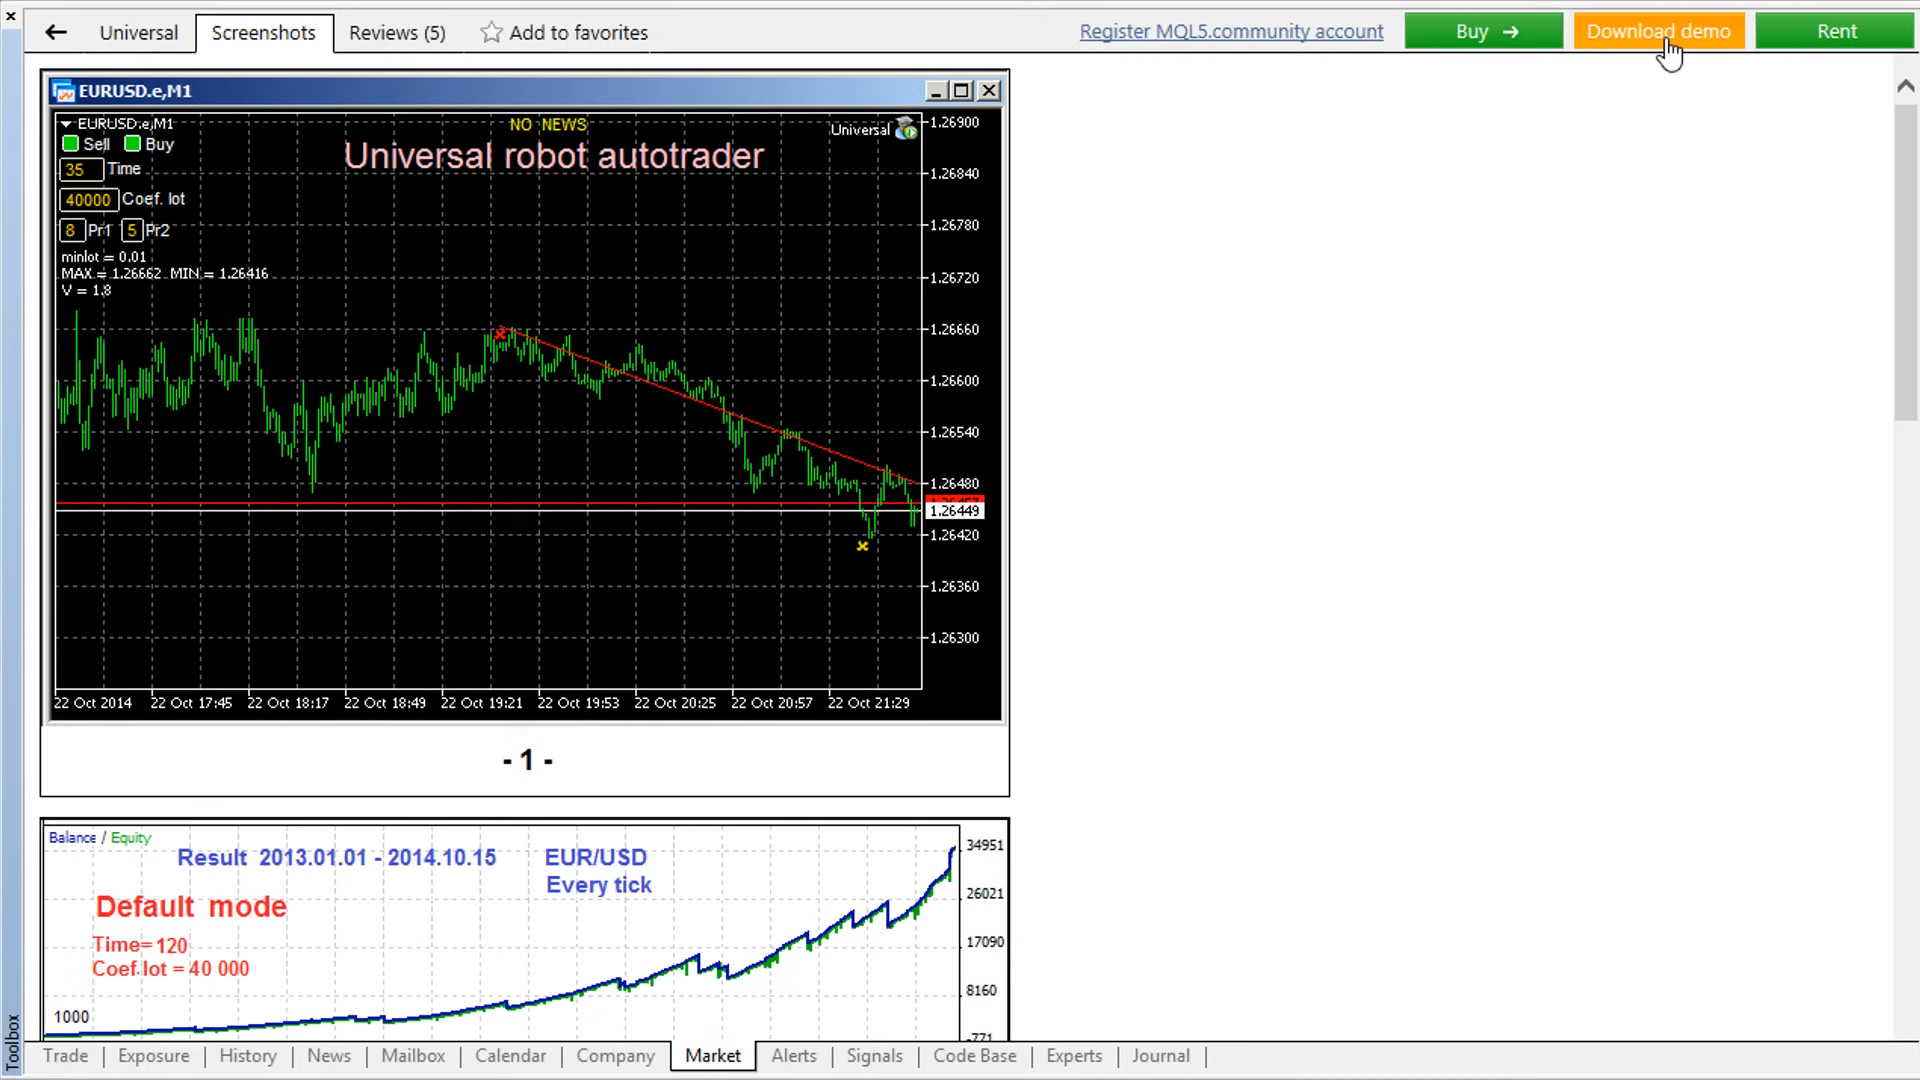 Universal
Screenshots
Reviews (5)
Add to favorites
Register MQL5.community account
Buy
Download demo
Rent
EURUSD.e,M1
EURUSD.e,M1
NO NEWS
Universal
Sell Buy
Universal robot autotrader
35 Time
40000 Coef. lot
8 Pr1 5 Pr2
minlot = 0.01
MAX = 1.26662 MIN = 1.26416
V = 1.8
1.26900
1.26840
1.26780
1.26720
1.26660
1.26600
1.26540
1.26480
1.26449
1.26420
1.26360
1.26300
22 Oct 2014 22 Oct 17:45 22 Oct 18:17 22 Oct 18:49 22 Oct 19:21 22 Oct 19:53 22 Oct 20:25 22 Oct 20:57 22 Oct 21:29
- 1 -
Balance / Equity
Result 2013.01.01 - 2014.10.15 EUR/USD
Every tick
Default mode
Time= 120
Coef.lot = 40 000
1000
34951
26021
17090
8160
-771
Toolbox
Trade Exposure History News Mailbox Calendar Company Market Alerts Signals Code Base Experts Journal